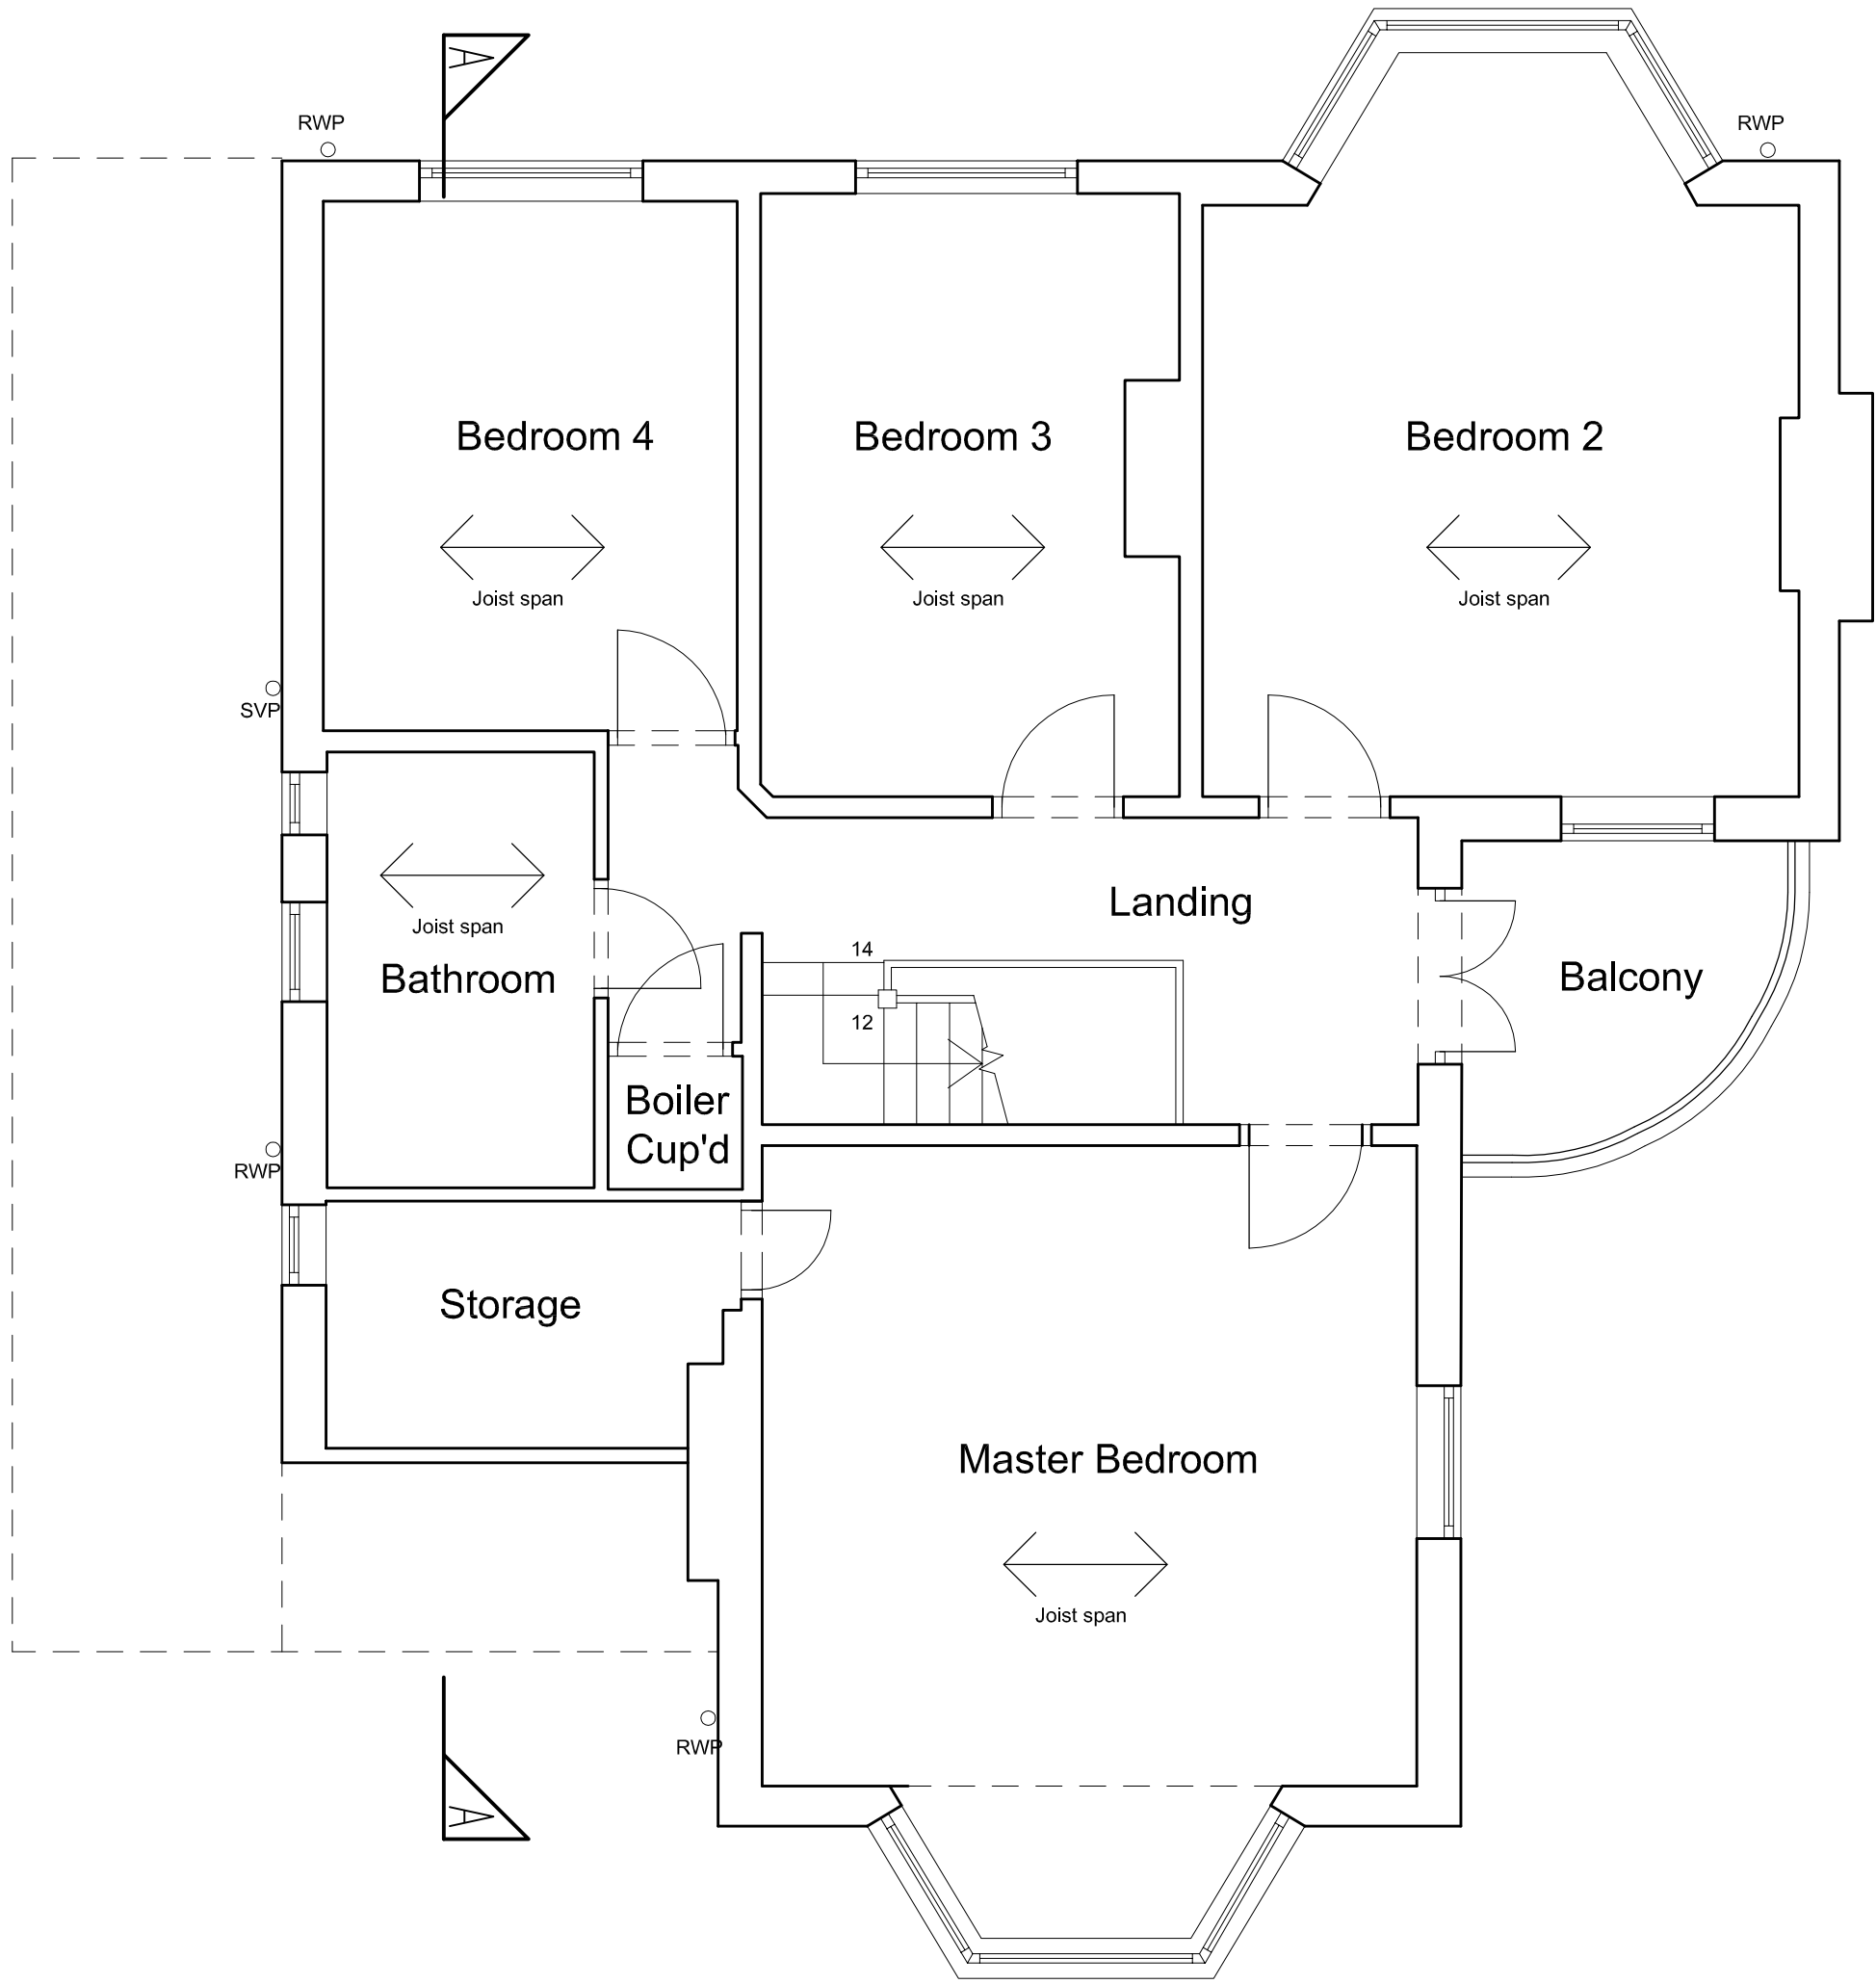 A
RWP
RWP
Bedroom 4
Bedroom 3
Bedroom 2
Joist span
Joist span
Joist span
SVP
Landing
Joist span
14
Bathroom
Balcony
12
Boiler
Cup'd
RWP
Storage
Master Bedroom
Joist span
RWP
A